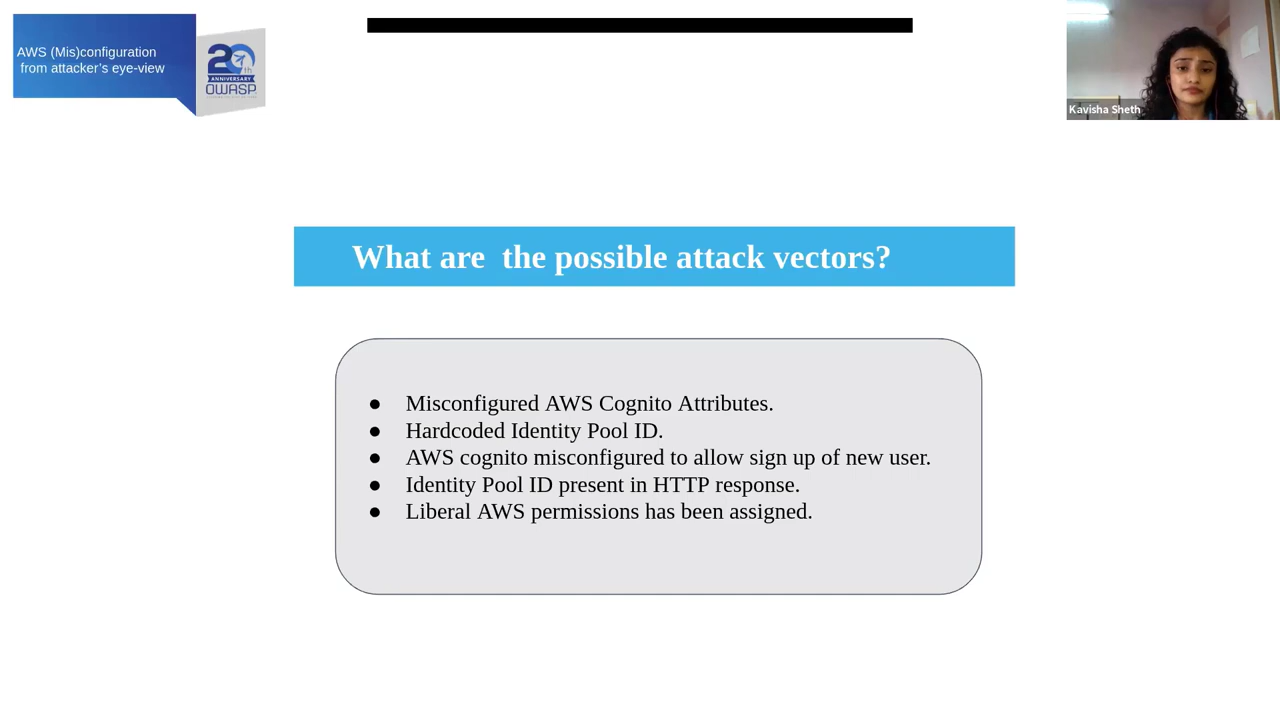 AWS (Mis)configuration
from attacker's eye-view
20th
ANNIVERSARY
OWASP
Kavisha Sheth
What are  the possible attack vectors?
● Misconfigured AWS Cognito Attributes.
● Hardcoded Identity Pool ID.
● AWS cognito misconfigured to allow sign up of new user.
● Identity Pool ID present in HTTP response.
● Liberal AWS permissions has been assigned.